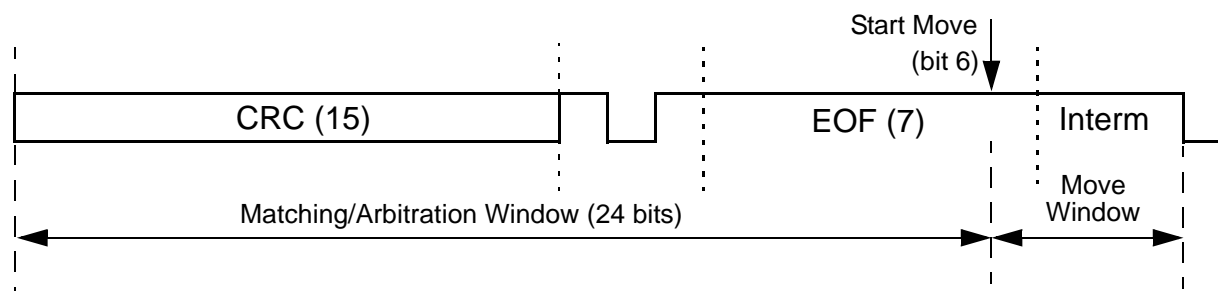 Start Move
(bit 6)
CRC (15)
EOF (7)
Interm
Matching/Arbitration Window (24 bits)
Move
Window